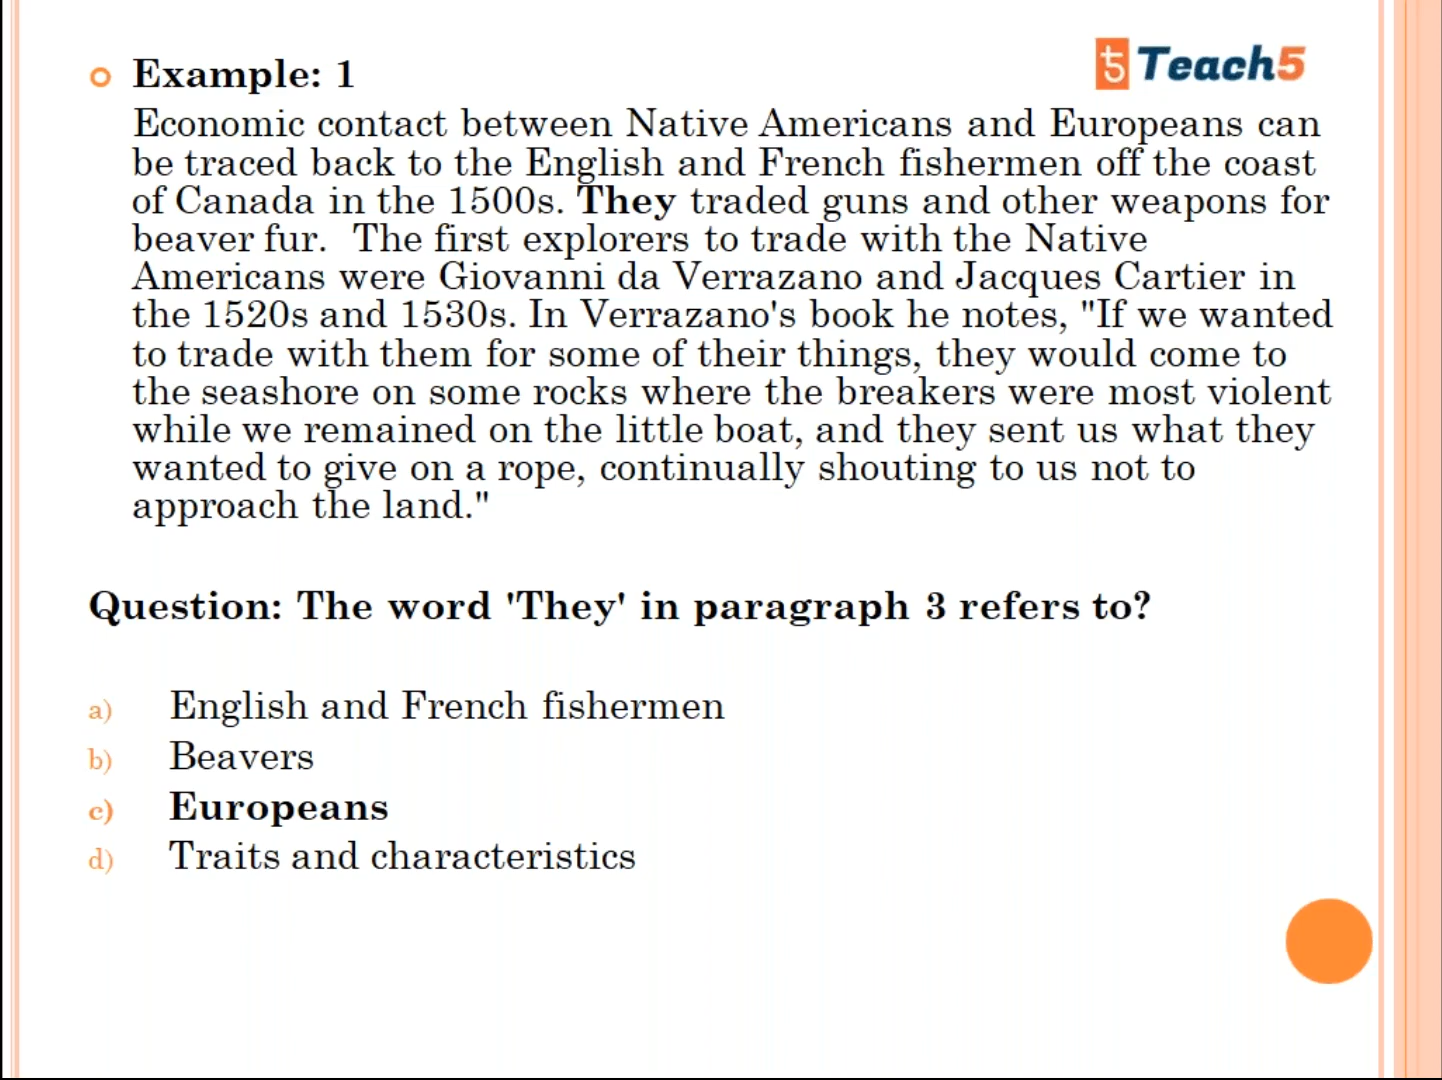 Teach5
Example: 1
Economic contact between Native Americans and Europeans can
be traced back to the English and French fishermen off the coast
of Canada in the 1500s. They traded guns and other weapons for
beaver fur.  The first explorers to trade with the Native
Americans were Giovanni da Verrazano and Jacques Cartier in
the 1520s and 1530s. In Verrazano's book he notes, "If we wanted
to trade with them for some of their things, they would come to
the seashore on some rocks where the breakers were most violent
while we remained on the little boat, and they sent us what they
wanted to give on a rope, continually shouting to us not to
approach the land."
Question: The word 'They' in paragraph 3 refers to?
a) English and French fishermen
b) Beavers
c) Europeans
d) Traits and characteristics